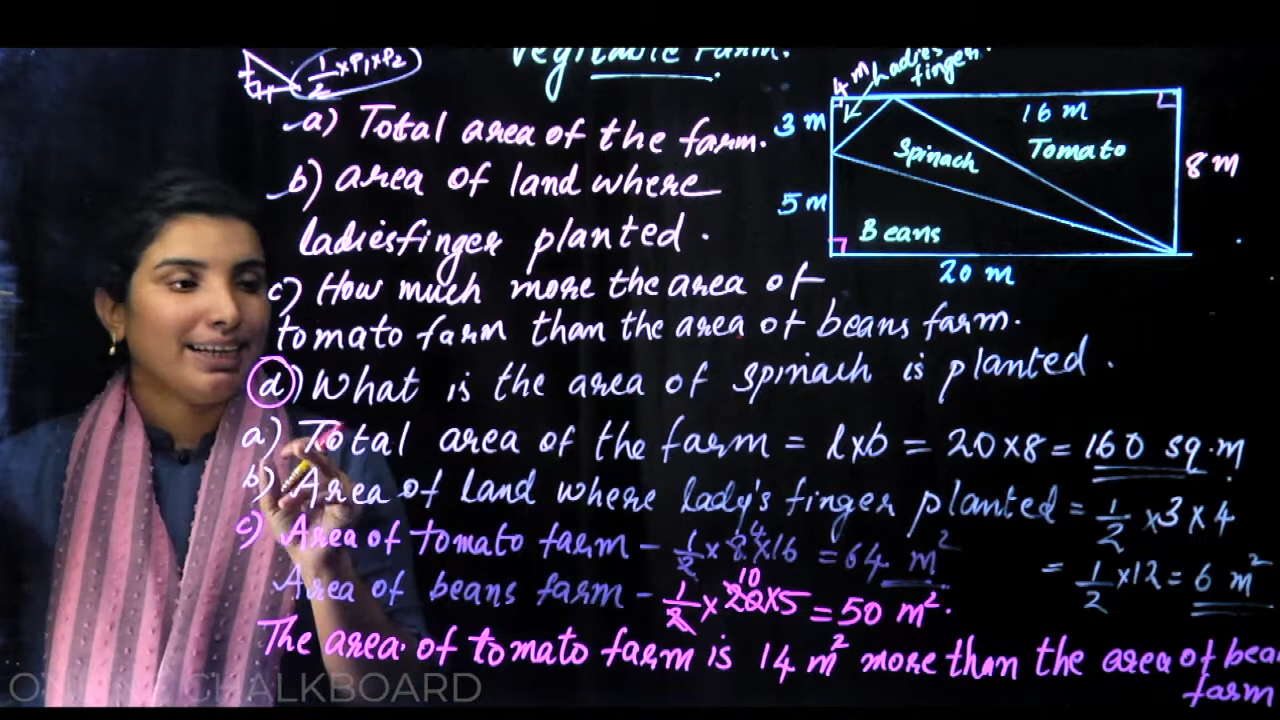 1/2 × P1 × P2
Vegitable Farm.
a) Total area of the farm.
b) area of land where
ladiesfinger planted.
c) How much more the area of
tomato farm than the area of beans farm.
d) What is the area of spinach is planted.
4 m Ladies
finger
3 m
16 m
Spinach
Tomato
8 m
5 m
Beans
20 m
a) Total area of the farm = l×b = 20×8 = 160 sq.m
b) Area of land where lady's finger planted = 1/2 ×3×4
= 1/2 ×12 = 6 m²
c) Area of tomato farm - 1/2 × 8 4 ×16 = 64 m²
Area of beans farm - 1/2 × 20 10 ×5 = 50 m².
The area of tomato farm is 14 m² more than the area of bea
farm
CHALKBOARD